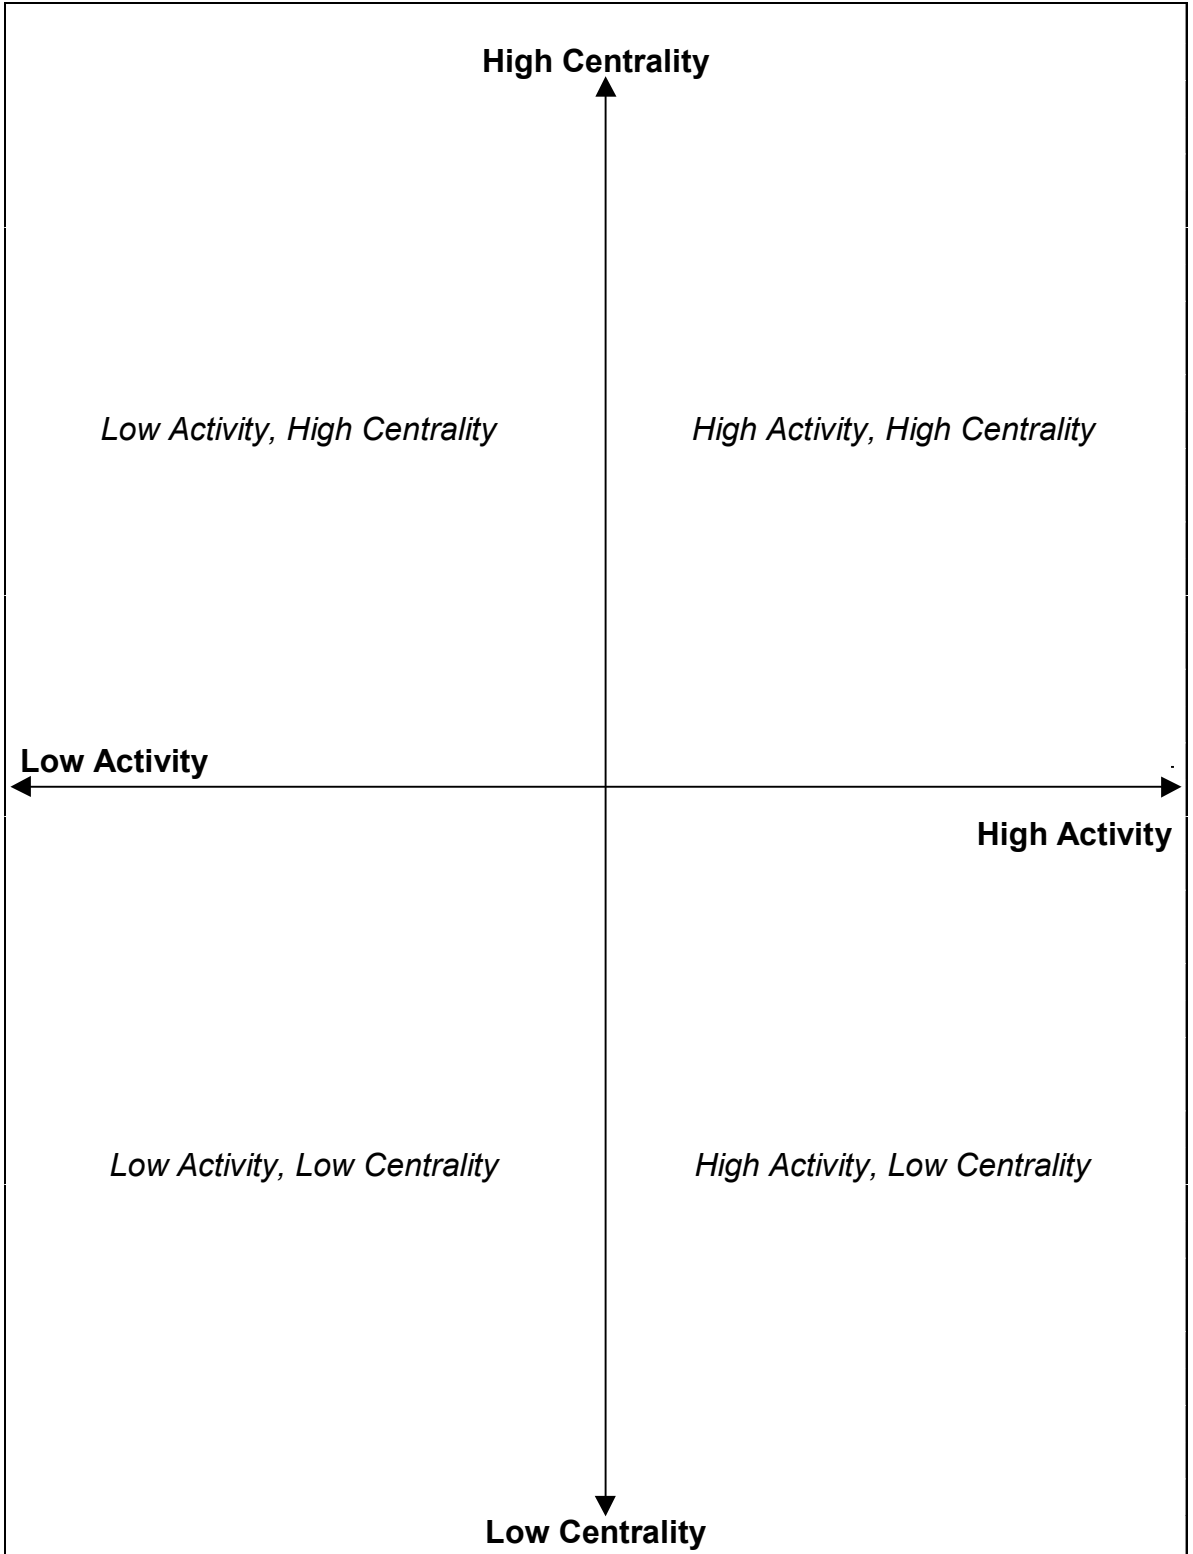 High Centrality
Low Activity, High Centrality
High Activity, High Centrality
Low Activity
High Activity
Low Activity, Low Centrality
High Activity, Low Centrality
Low Centrality